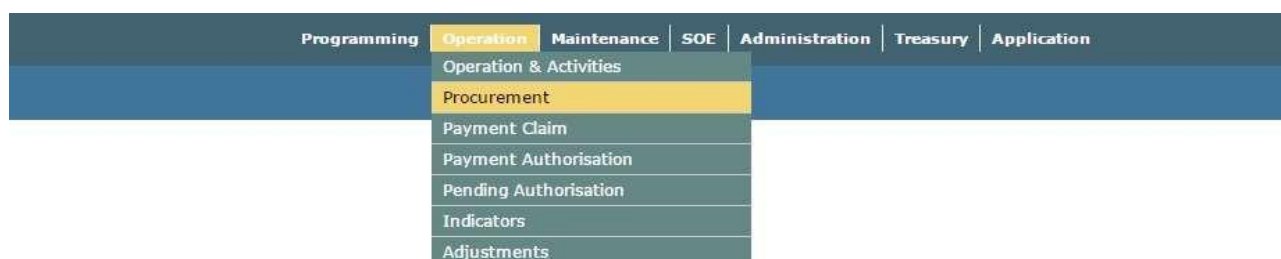 Programming Operation Maintenance SOE Administration Treasury Application
Operation & Activities
Procurement
Payment Claim
Payment Authorisation
Pending Authorisation
Indicators
Adjustments